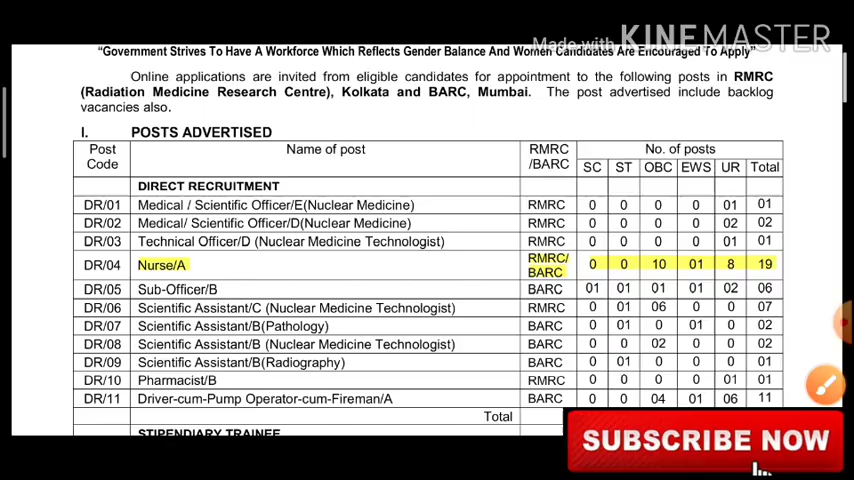 Made with KINEMASTER
"Government Strives To Have A Workforce Which Reflects Gender Balance And Women Candidates Are Encouraged To Apply"
Online applications are invited from eligible candidates for appointment to the following posts in RMRC
(Radiation Medicine Research Centre), Kolkata and BARC, Mumbai. The post advertised include backlog
vacancies also.
I. POSTS ADVERTISED
Post Code Name of post RMRC /BARC No. of posts
SC ST OBC EWS UR Total
DIRECT RECRUITMENT
DR/01 Medical / Scientific Officer/E(Nuclear Medicine) RMRC 0 0 0 0 01 01
DR/02 Medical/ Scientific Officer/D(Nuclear Medicine) RMRC 0 0 0 0 02 02
DR/03 Technical Officer/D (Nuclear Medicine Technologist) RMRC 0 0 0 0 01 01
DR/04 Nurse/A RMRC/ BARC 0 0 10 01 8 19
DR/05 Sub-Officer/B BARC 01 01 01 01 02 06
DR/06 Scientific Assistant/C (Nuclear Medicine Technologist) RMRC 0 01 06 0 0 07
DR/07 Scientific Assistant/B(Pathology) BARC 0 01 0 01 0 02
DR/08 Scientific Assistant/B (Nuclear Medicine Technologist) BARC 0 0 02 0 0 02
DR/09 Scientific Assistant/B(Radiography) BARC 0 01 0 0 0 01
DR/10 Pharmacist/B RMRC 0 0 0 0 01 01
DR/11 Driver-cum-Pump Operator-cum-Fireman/A BARC 0 0 04 01 06 11
Total
STIPENDIARY TRAINEE
SUBSCRIBE NOW